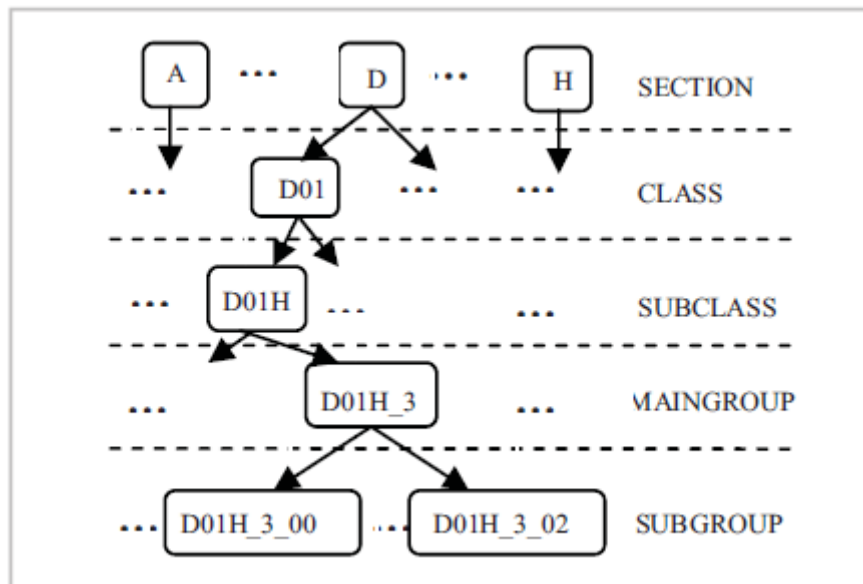 A ... D ... H SECTION
... D01 ... ... CLASS
... D01H ... ... SUBCLASS
... D01H_3 ... MAINGROUP
... D01H_3_00 ... D01H_3_02 SUBGROUP